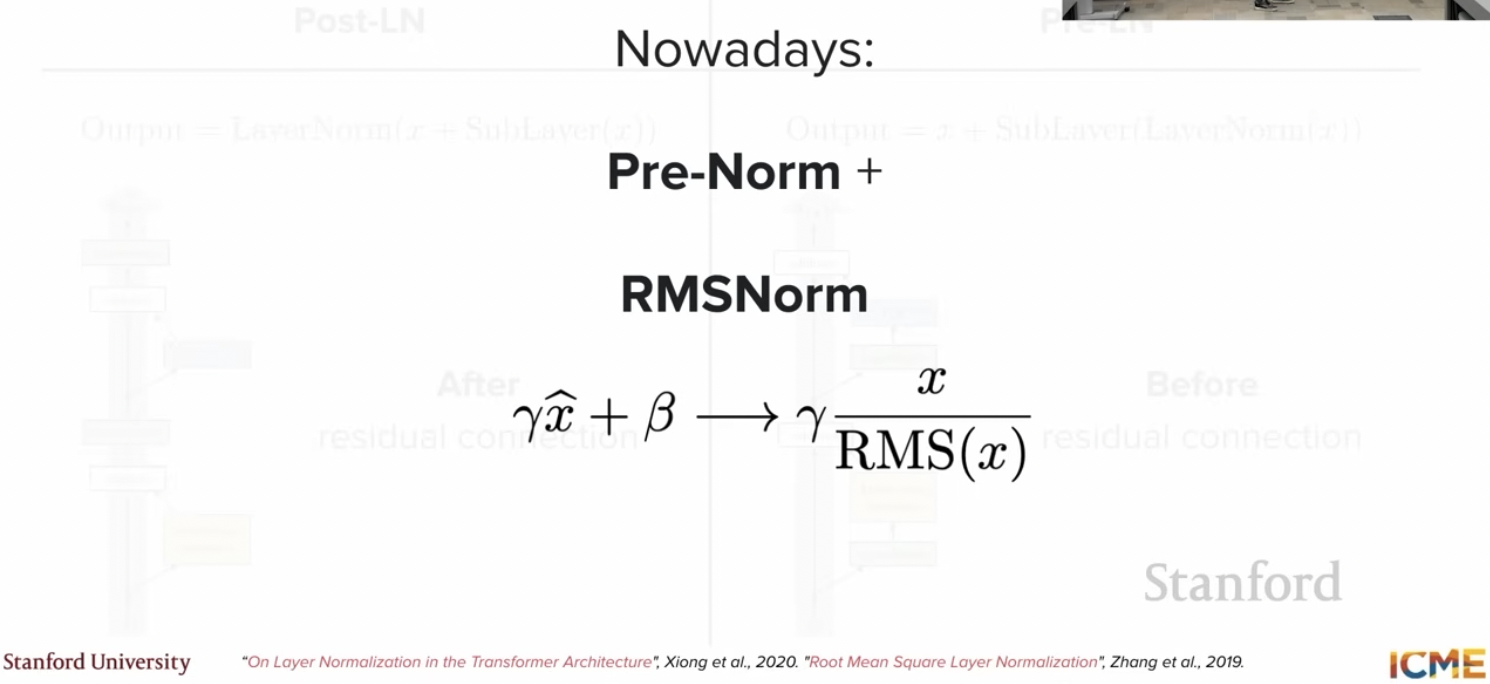 Post-LN
Pre-LN
Nowadays:
Output = LayerNorm(x + SubLayer(x))
Output = x + SubLayer(LayerNorm(x))
Pre-Norm +
RMSNorm
After
residual connection
Before
residual connection
γx̂ + β ⟶ γ x / RMS(x)
Stanford
Stanford University
"On Layer Normalization in the Transformer Architecture", Xiong et al., 2020. "Root Mean Square Layer Normalization", Zhang et al., 2019.
ICME